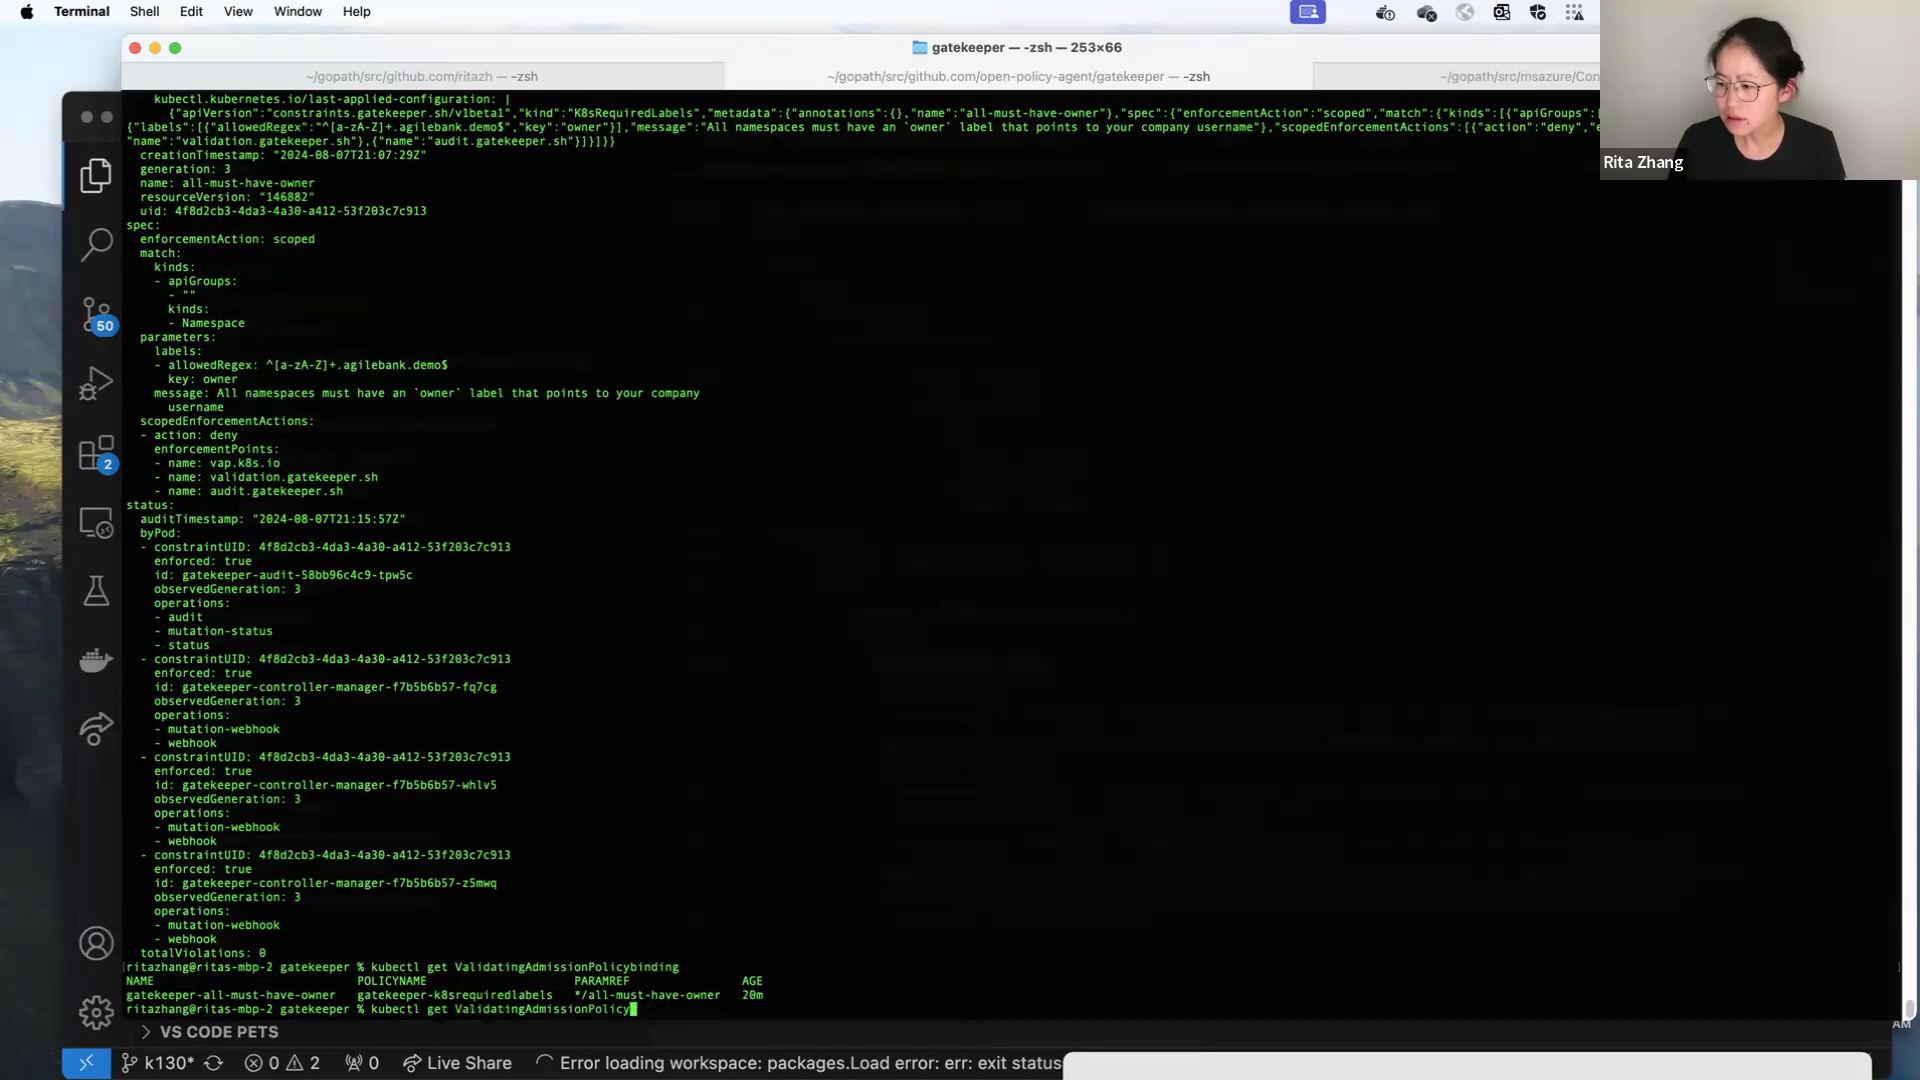 Terminal Shell Edit View Window Help
gatekeeper — -zsh — 253×66
~/gopath/src/github.com/ritazh — -zsh
~/gopath/src/github.com/open-policy-agent/gatekeeper — -zsh
~/gopath/src/msazure/Con
kubectl.kubernetes.io/last-applied-configuration: |
{"apiVersion":"constraints.gatekeeper.sh/v1beta1","kind":"K8sRequiredLabels","metadata":{"annotations":{},"name":"all-must-have-owner"},"spec":{"enforcementAction":"scoped","match":{"kinds":[{"apiGroups":[
{"labels":[{"allowedRegex":"^[a-zA-Z]+.agilebank.demo$","key":"owner"}],"message":"All namespaces must have an `owner` label that points to your company username"},"scopedEnforcementActions":[{"action":"deny","e
"name":"validation.gatekeeper.sh"},{"name":"audit.gatekeeper.sh"}]}]}}
creationTimestamp: "2024-08-07T21:07:29Z"
generation: 3
name: all-must-have-owner
resourceVersion: "146882"
uid: 4f8d2cb3-4da3-4a30-a412-53f203c7c913
spec:
enforcementAction: scoped
match:
kinds:
- apiGroups:
- ""
kinds:
- Namespace
parameters:
labels:
- allowedRegex: ^[a-zA-Z]+.agilebank.demo$
key: owner
message: All namespaces must have an `owner` label that points to your company
username
scopedEnforcementActions:
- action: deny
enforcementPoints:
- name: vap.k8s.io
- name: validation.gatekeeper.sh
- name: audit.gatekeeper.sh
status:
auditTimestamp: "2024-08-07T21:15:57Z"
byPod:
- constraintUID: 4f8d2cb3-4da3-4a30-a412-53f203c7c913
enforced: true
id: gatekeeper-audit-58bb96c4c9-tpw5c
observedGeneration: 3
operations:
- audit
- mutation-status
- status
- constraintUID: 4f8d2cb3-4da3-4a30-a412-53f203c7c913
enforced: true
id: gatekeeper-controller-manager-f7b5b6b57-fq7cg
observedGeneration: 3
operations:
- mutation-webhook
- webhook
- constraintUID: 4f8d2cb3-4da3-4a30-a412-53f203c7c913
enforced: true
id: gatekeeper-controller-manager-f7b5b6b57-whlv5
observedGeneration: 3
operations:
- mutation-webhook
- webhook
- constraintUID: 4f8d2cb3-4da3-4a30-a412-53f203c7c913
enforced: true
id: gatekeeper-controller-manager-f7b5b6b57-z5mwq
observedGeneration: 3
operations:
- mutation-webhook
- webhook
totalViolations: 0
[ritazhang@ritas-mbp-2 gatekeeper % kubectl get ValidatingAdmissionPolicybinding ]
NAME POLICYNAME PARAMREF AGE
gatekeeper-all-must-have-owner gatekeeper-k8srequiredlabels */all-must-have-owner 20m
ritazhang@ritas-mbp-2 gatekeeper % kubectl get ValidatingAdmissionPolicy
Rita Zhang
50
2
VS CODE PETS
AM
k130* 0 2 0 Live Share Error loading workspace: packages.Load error: err: exit status